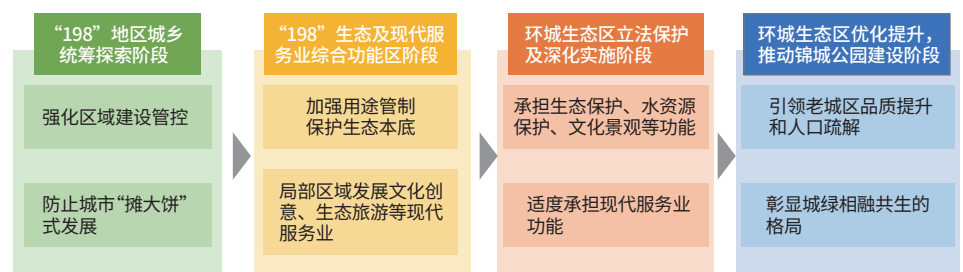 “198”地区城乡
统筹探索阶段
强化区域建设管控
防止城市“摊大饼”
式发展
“198”生态及现代服
务业综合功能区阶段
加强用途管制
保护生态本底
局部区域发展文化创
意、生态旅游等现代
服务业
环城生态区立法保护
及深化实施阶段
承担生态保护、水资源
保护、文化景观等功能
适度承担现代服务业
功能
环城生态区优化提升，
推动锦城公园建设阶段
引领老城区品质提升
和人口疏解
彰显城绿相融共生的
格局